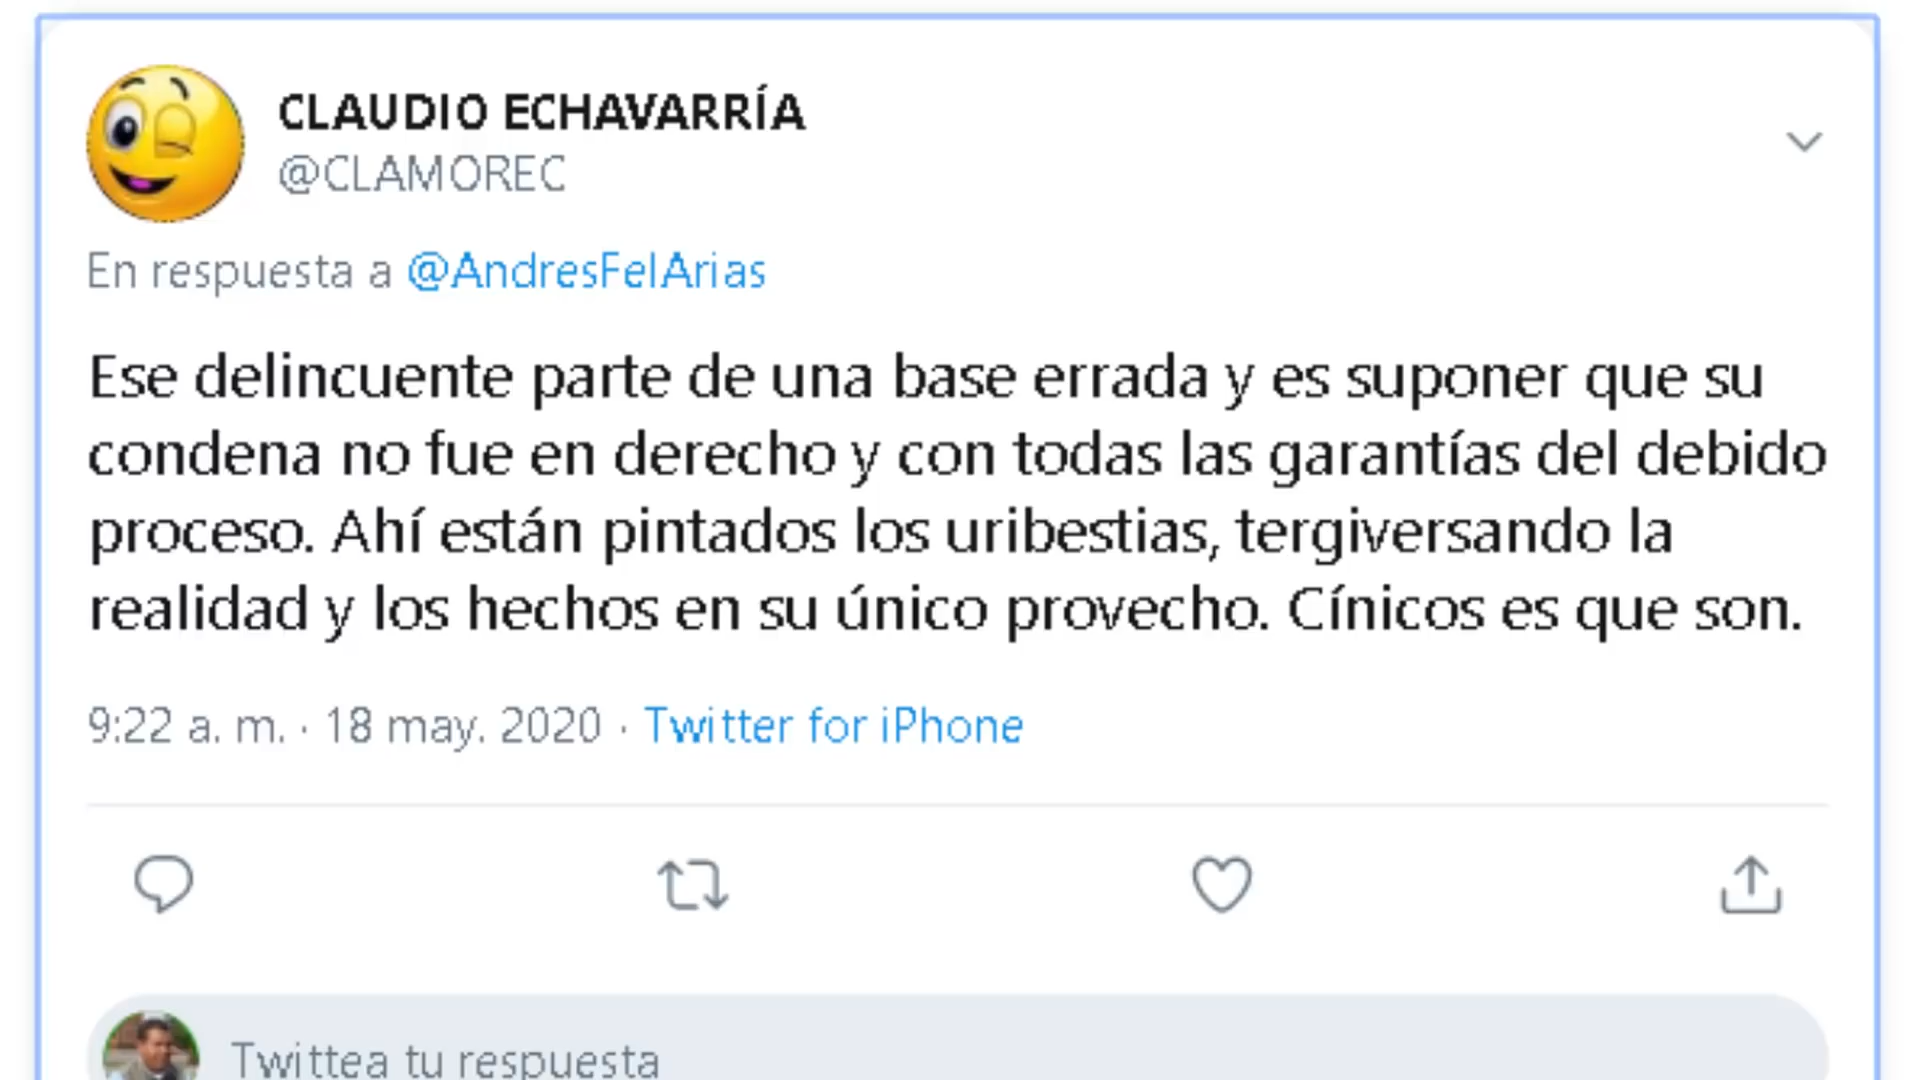 CLAUDIO ECHAVARRÍA
@CLAMOREC
En respuesta a @AndresFelArias
Ese delincuente parte de una base errada y es suponer que su
condena no fue en derecho y con todas las garantías del debido
proceso. Ahí están pintados los uribestias, tergiversando la
realidad y los hechos en su único provecho. Cínicos es que son.
9:22 a. m. · 18 may. 2020 · Twitter for iPhone
Twittea tu respuesta